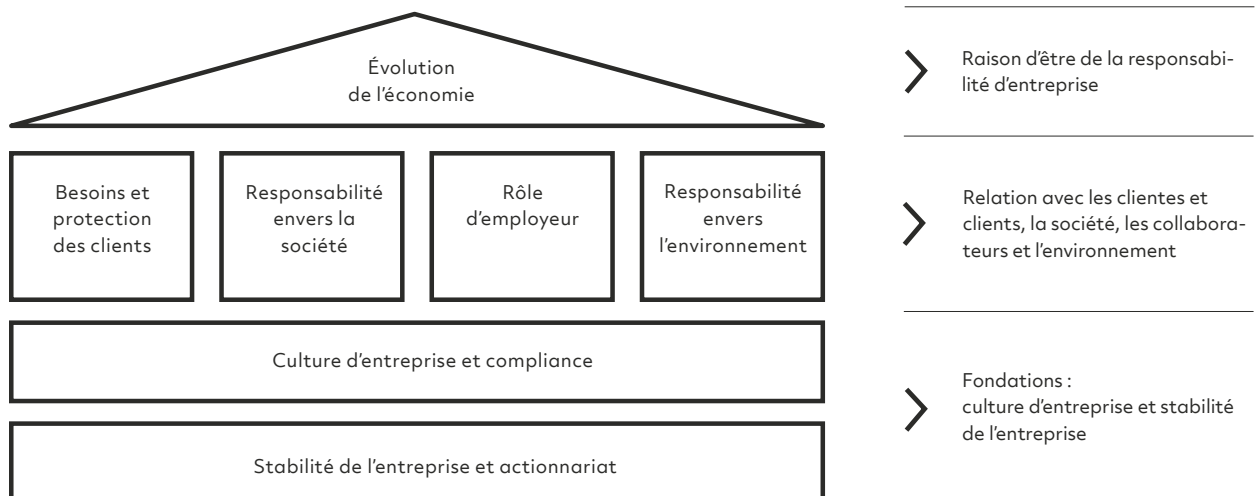 Évolution
de l'économie
Raison d'être de la responsabi-
lité d'entreprise
Besoins et
protection
des clients
Responsabilité
envers la
société
Rôle
d'employeur
Responsabilité
envers
l'environnement
Relation avec les clientes et
clients, la société, les collabora-
teurs et l'environnement
Culture d'entreprise et compliance
Stabilité de l'entreprise et actionnariat
Fondations :
culture d'entreprise et stabilité
de l'entreprise